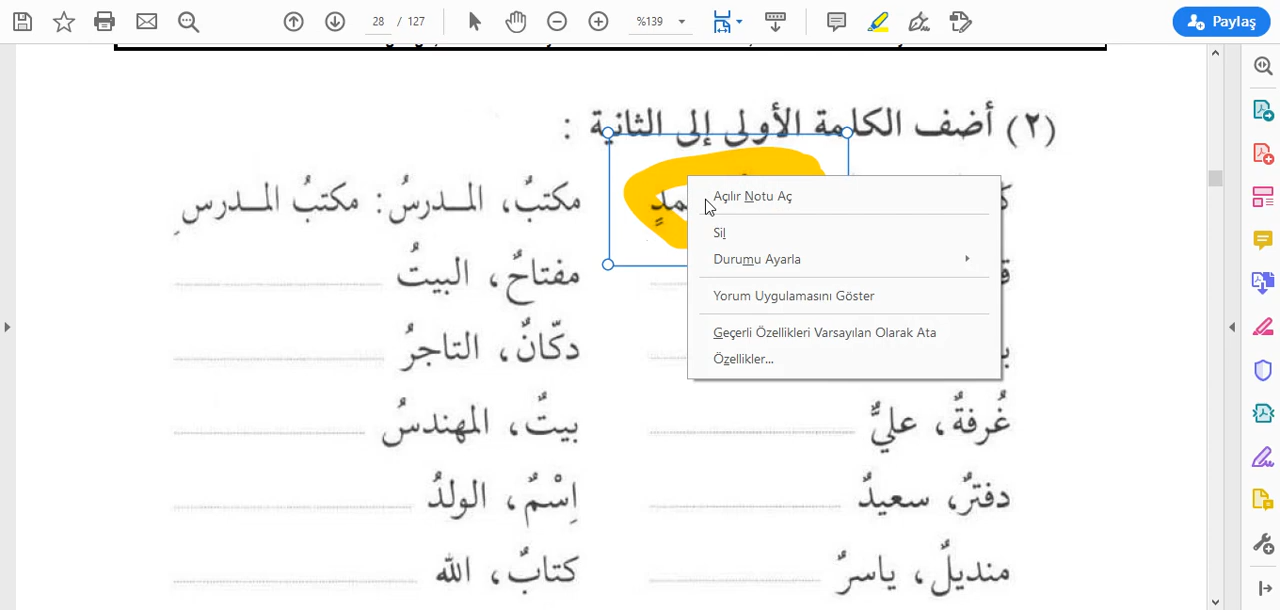 28 / 127
%139
Paylaş
(٢) أضف الكلمة الأولى إلى الثانية :
مكتبٌ، المـدرسُ: مكتبُ المـدرسِ
Açılır Notu Aç
Sil
Durumu Ayarla
Yorum Uygulamasını Göster
Geçerli Özellikleri Varsayılan Olarak Ata
Özellikler...
مفتاحٌ، البيتُ
دكّانٌ، التاجرُ
غُرفةٌ، عليٌّ
بيتٌ، المهندسُ
دفترٌ، سعيدٌ
اِسْمٌ، الولدُ
منديلٌ، ياسرٌ
كتابٌ، الله